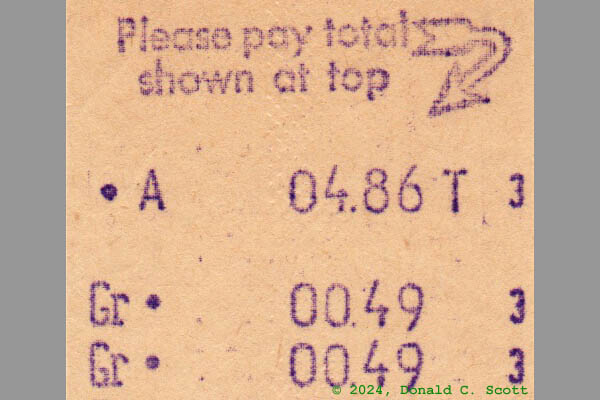 Please pay total
shown at top
• A 04.86 T 3
Gr • 00.49 3
Gr • 00.49 3
© 2024, Donald C. Scott